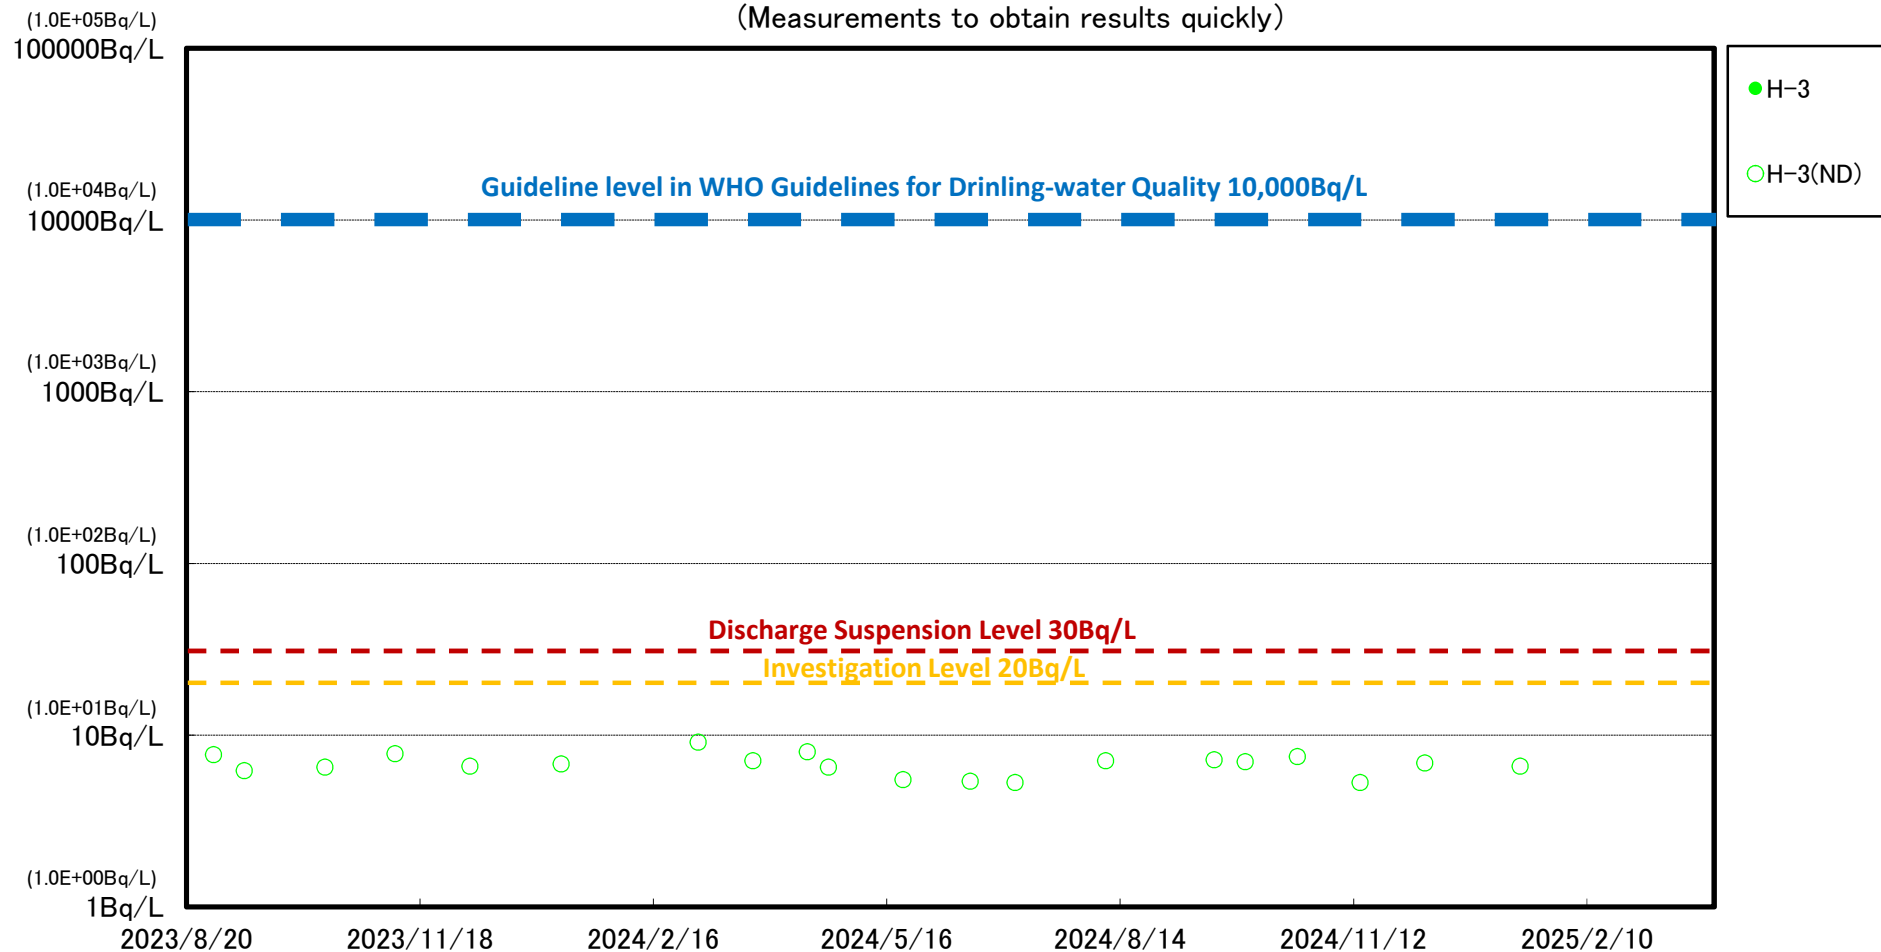 (Measurements to obtain results quickly)
(1.0E+05Bq/L)
100000Bq/L
H-3
H-3(ND)
Guideline level in WHO Guidelines for Drinling-water Quality 10,000Bq/L
(1.0E+04Bq/L)
10000Bq/L
(1.0E+03Bq/L)
1000Bq/L
(1.0E+02Bq/L)
100Bq/L
Discharge Suspension Level 30Bq/L
Investigation Level 20Bq/L
(1.0E+01Bq/L)
10Bq/L
(1.0E+00Bq/L)
1Bq/L
2023/8/20 2023/11/18 2024/2/16 2024/5/16 2024/8/14 2024/11/12 2025/2/10